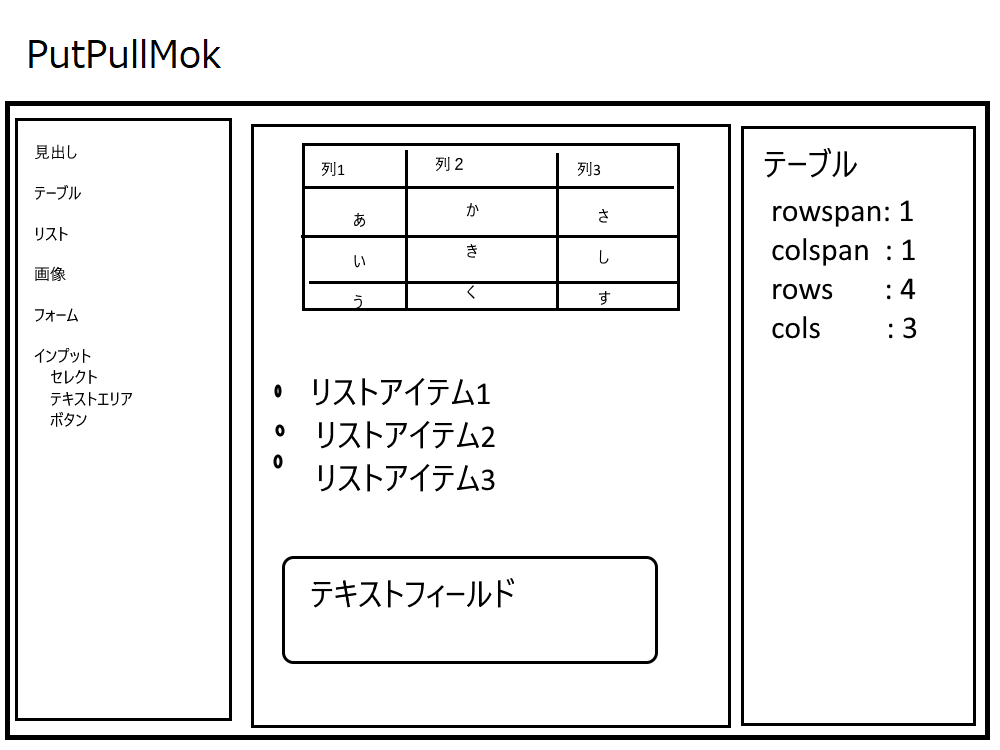 PutPullMok
見出し
テーブル
リスト
画像
フォーム
インプット
セレクト
テキストエリア
ボタン
列1 列２ 列3
あ か さ
い き し
う く す
リストアイテム1
リストアイテム2
リストアイテム3
テキストフィールド
テーブル
rowspan: 1
colspan : 1
rows : 4
cols : 3